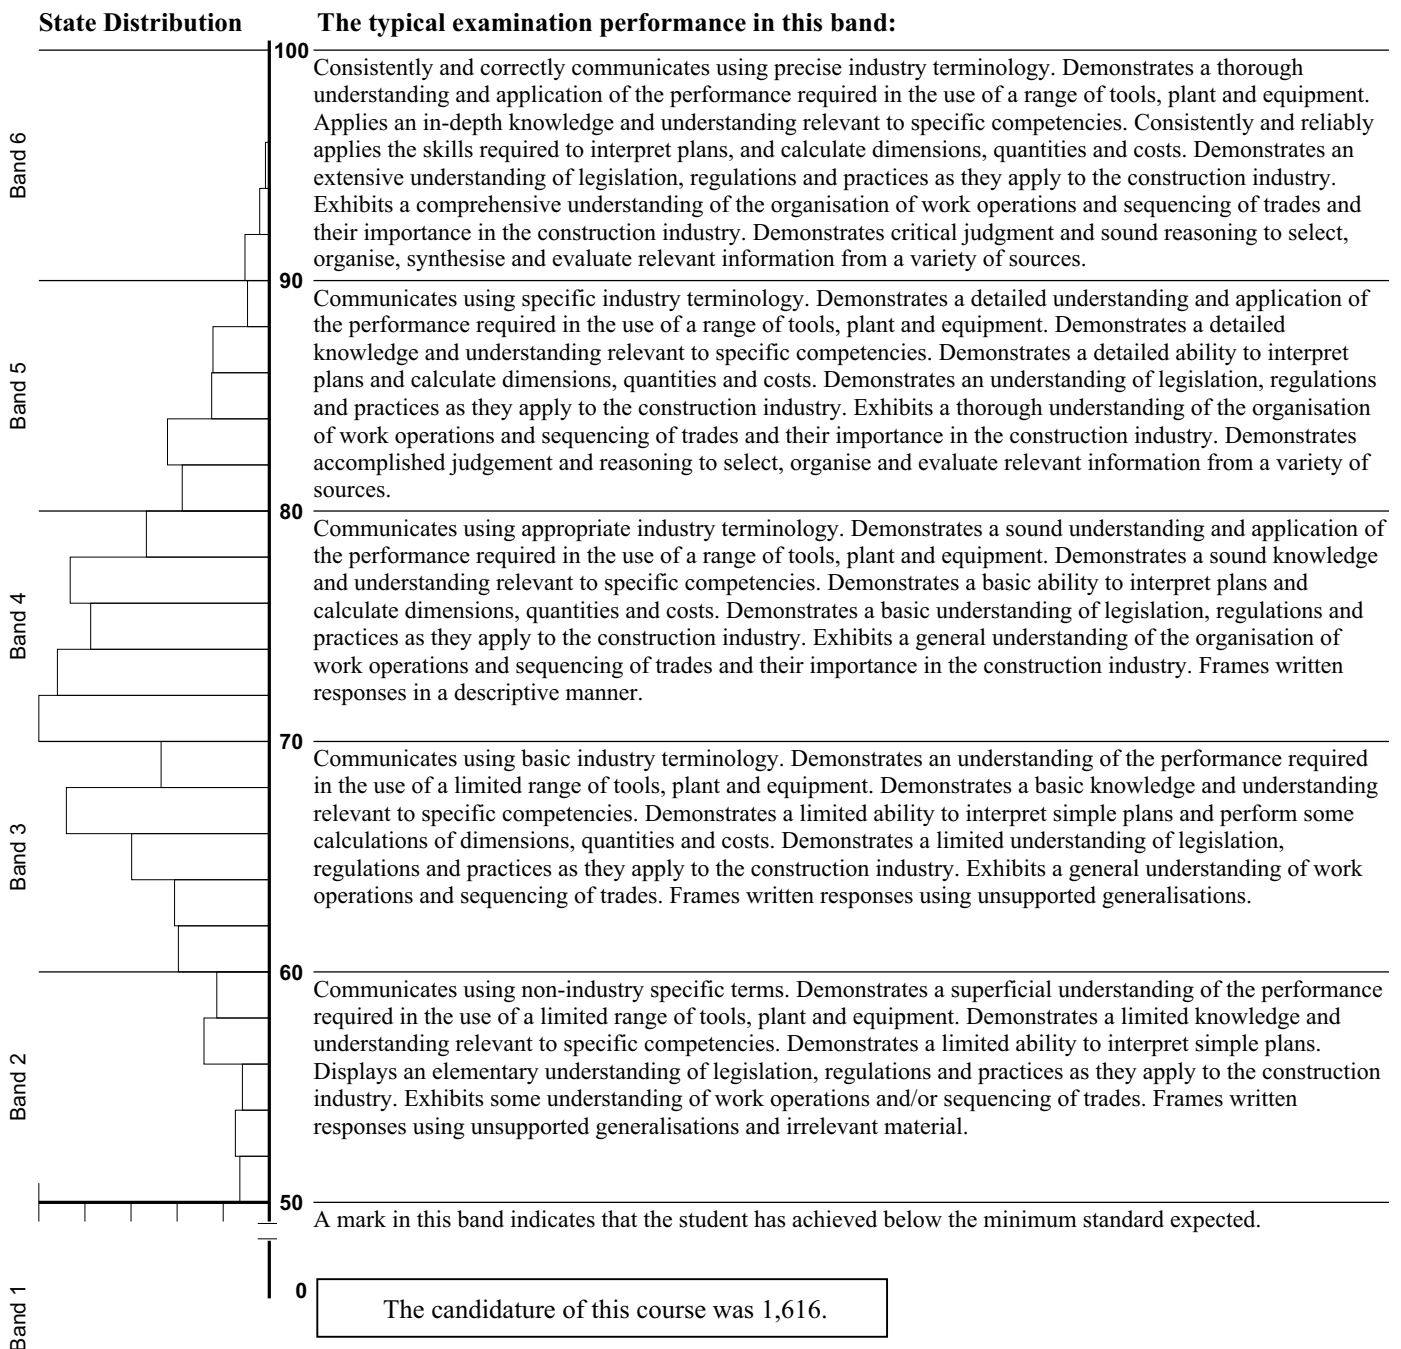 State Distribution
The typical examination performance in this band:
100
Band 6
Consistently and correctly communicates using precise industry terminology. Demonstrates a thorough
understanding and application of the performance required in the use of a range of tools, plant and equipment.
Applies an in-depth knowledge and understanding relevant to specific competencies. Consistently and reliably
applies the skills required to interpret plans, and calculate dimensions, quantities and costs. Demonstrates an
extensive understanding of legislation, regulations and practices as they apply to the construction industry.
Exhibits a comprehensive understanding of the organisation of work operations and sequencing of trades and
their importance in the construction industry. Demonstrates critical judgment and sound reasoning to select,
organise, synthesise and evaluate relevant information from a variety of sources.
90
Band 5
Communicates using specific industry terminology. Demonstrates a detailed understanding and application of
the performance required in the use of a range of tools, plant and equipment. Demonstrates a detailed
knowledge and understanding relevant to specific competencies. Demonstrates a detailed ability to interpret
plans and calculate dimensions, quantities and costs. Demonstrates an understanding of legislation, regulations
and practices as they apply to the construction industry. Exhibits a thorough understanding of the organisation
of work operations and sequencing of trades and their importance in the construction industry. Demonstrates
accomplished judgement and reasoning to select, organise and evaluate relevant information from a variety of
sources.
80
Band 4
Communicates using appropriate industry terminology. Demonstrates a sound understanding and application of
the performance required in the use of a range of tools, plant and equipment. Demonstrates a sound knowledge
and understanding relevant to specific competencies. Demonstrates a basic ability to interpret plans and
calculate dimensions, quantities and costs. Demonstrates a basic understanding of legislation, regulations and
practices as they apply to the construction industry. Exhibits a general understanding of the organisation of
work operations and sequencing of trades and their importance in the construction industry. Frames written
responses in a descriptive manner.
70
Band 3
Communicates using basic industry terminology. Demonstrates an understanding of the performance required
in the use of a limited range of tools, plant and equipment. Demonstrates a basic knowledge and understanding
relevant to specific competencies. Demonstrates a limited ability to interpret simple plans and perform some
calculations of dimensions, quantities and costs. Demonstrates a limited understanding of legislation,
regulations and practices as they apply to the construction industry. Exhibits a general understanding of work
operations and sequencing of trades. Frames written responses using unsupported generalisations.
60
Band 2
Communicates using non-industry specific terms. Demonstrates a superficial understanding of the performance
required in the use of a limited range of tools, plant and equipment. Demonstrates a limited knowledge and
understanding relevant to specific competencies. Demonstrates a limited ability to interpret simple plans.
Displays an elementary understanding of legislation, regulations and practices as they apply to the construction
industry. Exhibits some understanding of work operations and/or sequencing of trades. Frames written
responses using unsupported generalisations and irrelevant material.
50
A mark in this band indicates that the student has achieved below the minimum standard expected.
0
Band 1
The candidature of this course was 1,616.